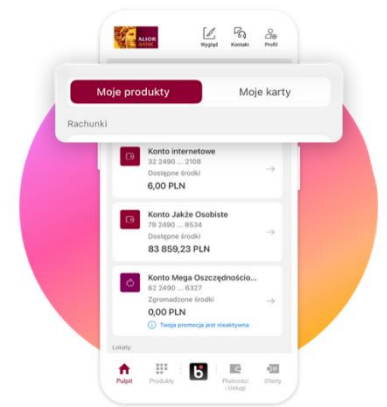 ALIOR
BANK
Wygląd Kontakt Profil
Moje produkty Moje karty
Rachunki
Konto internetowe
32 2490 ... 2108
Dostępne środki
6,00 PLN
Konto Jakże Osobiste
79 2490 ... 8534
Dostępne środki
83 859,23 PLN
Konto Mega Oszczędnościo...
62 2490 ... 6327
Zgromadzone środki
0,00 PLN
Twoja promocja jest nieaktywna
Lokaty
Pulpit Produkty Płatności Oferty
i Usługi